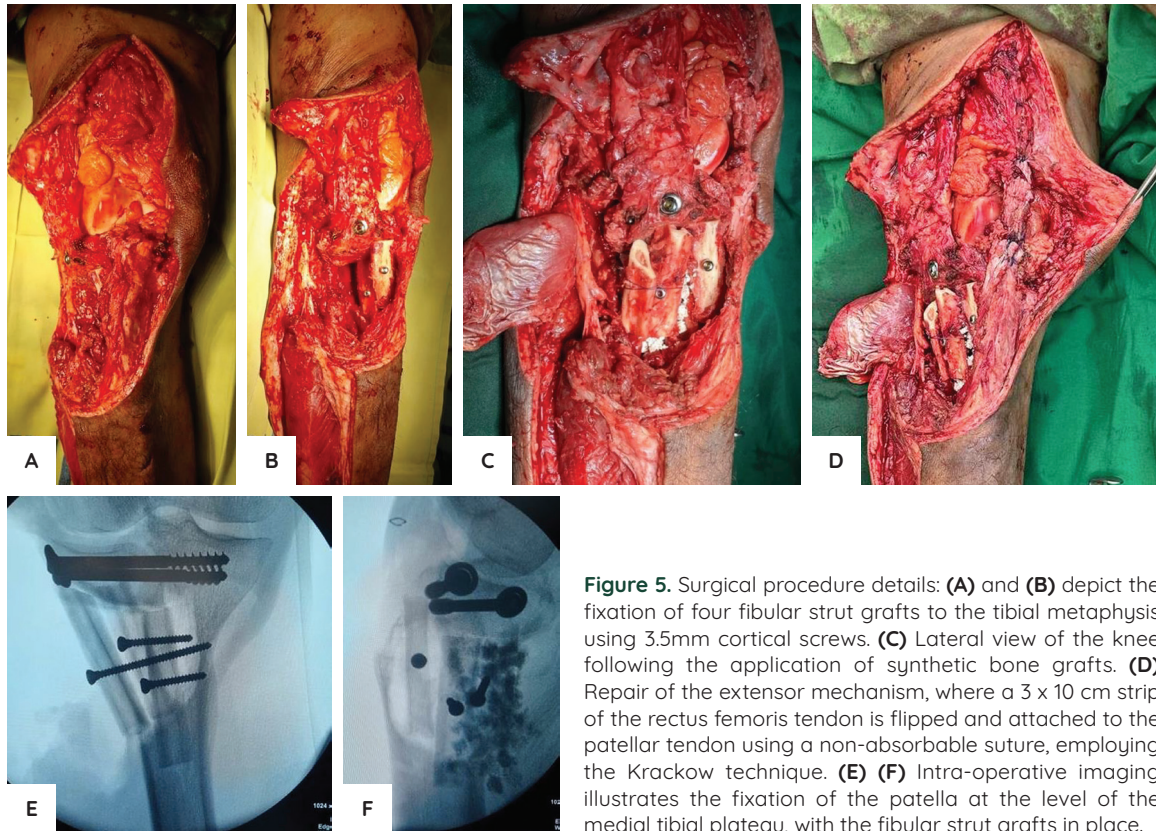 A
B
C
D
E
F
1024 x
Edge
W
102
Ed
Figure 5. Surgical procedure details: (A) and (B) depict the
fixation of four fibular strut grafts to the tibial metaphysis
using 3.5mm cortical screws. (C) Lateral view of the knee
following the application of synthetic bone grafts. (D)
Repair of the extensor mechanism, where a 3 x 10 cm strip
of the rectus femoris tendon is flipped and attached to the
patellar tendon using a non-absorbable suture, employing
the Krackow technique. (E) (F) Intra-operative imaging
illustrates the fixation of the patella at the level of the
medial tibial plateau, with the fibular strut grafts in place.